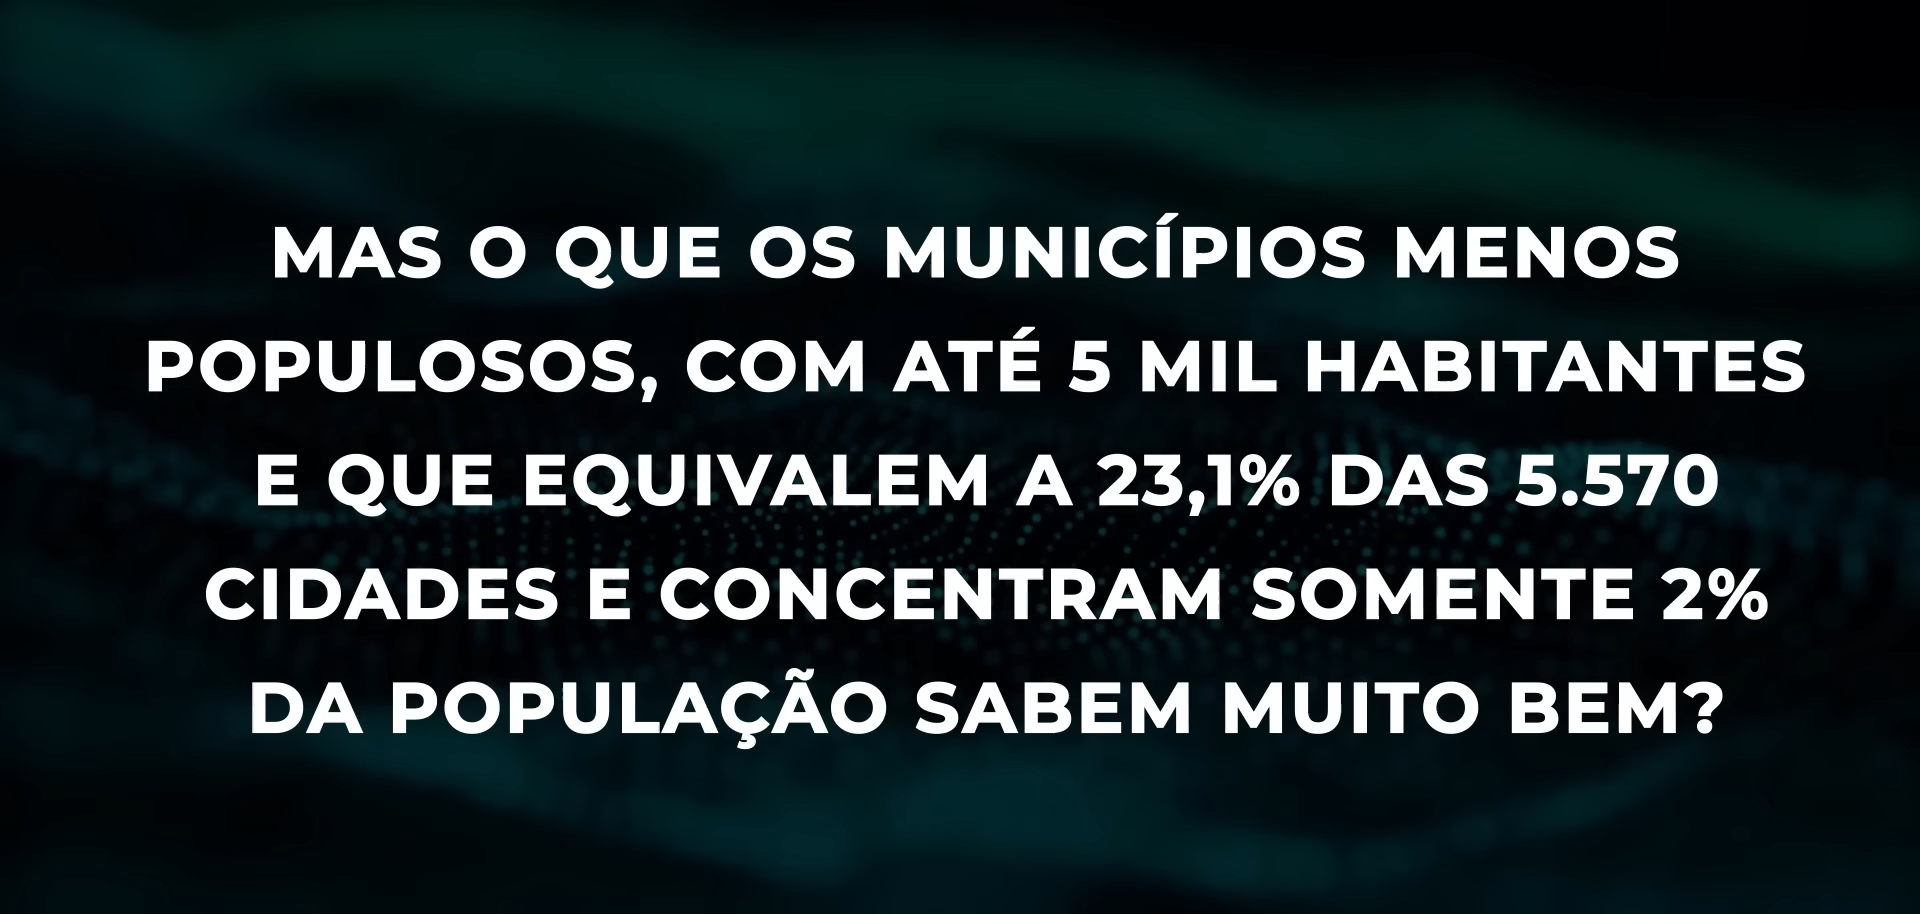 MAS O QUE OS MUNICÍPIOS MENOS
POPULOSOS, COM ATÉ 5 MIL HABITANTES
E QUE EQUIVALEM A 23,1% DAS 5.570
CIDADES E CONCENTRAM SOMENTE 2%
DA POPULAÇÃO SABEM MUITO BEM?